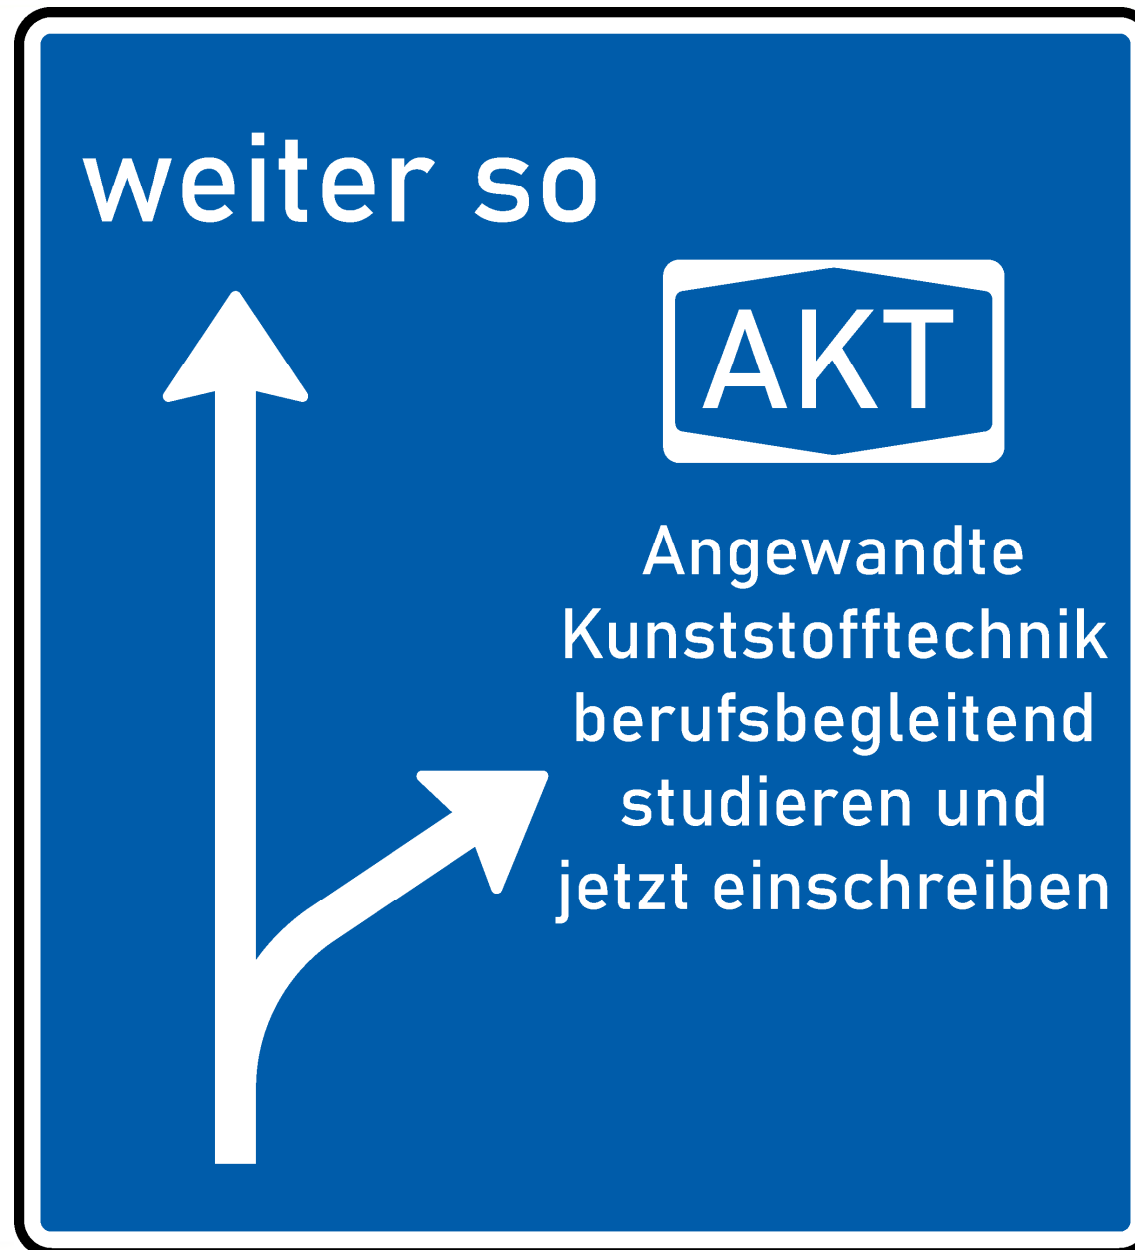 weiter so
AKT
Angewandte
Kunststofftechnik
berufsbegleitend
studieren und
jetzt einschreiben